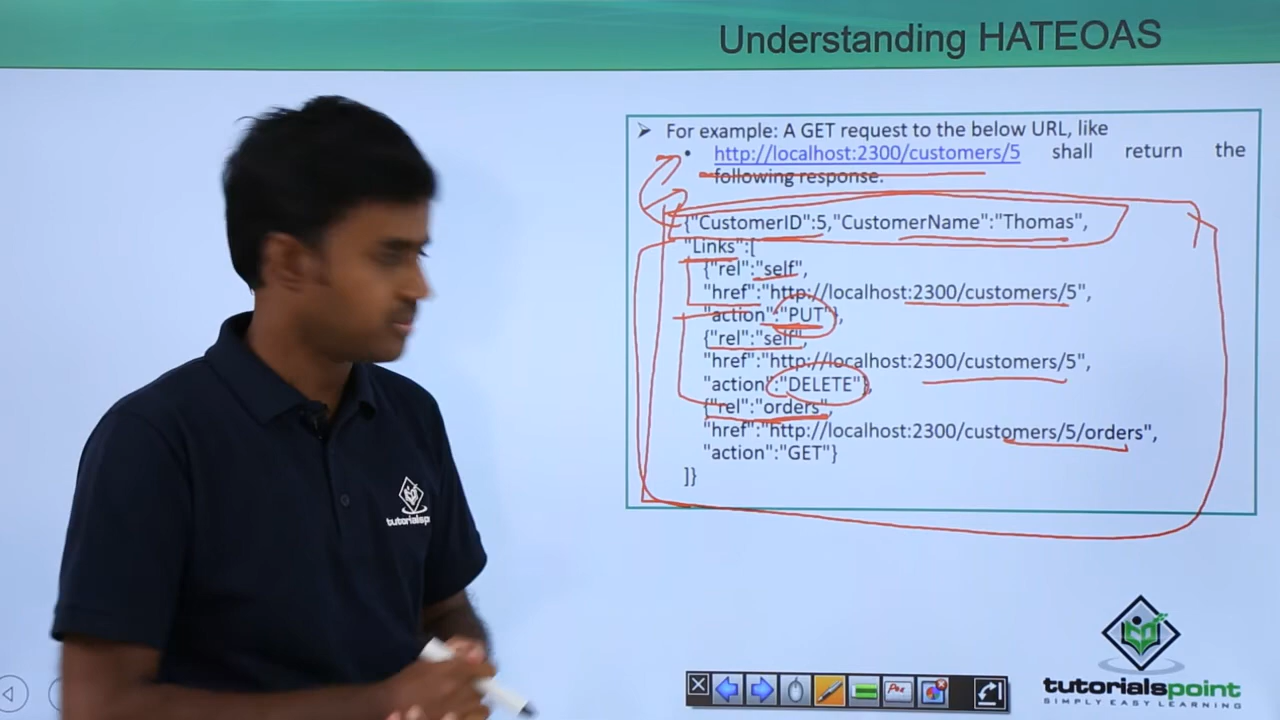 Understanding HATEOAS
➢ For example: A GET request to the below URL, like
• http://localhost:2300/customers/5 shall return the
following response.
{"CustomerID":5,"CustomerName":"Thomas",
"Links":[
{"rel":"self",
"href":"http://localhost:2300/customers/5",
"action":"PUT"},
{"rel":"self",
"href":"http://localhost:2300/customers/5",
"action":"DELETE"},
{"rel":"orders",
"href":"http://localhost:2300/customers/5/orders",
"action":"GET"}
]}
tutorialsp
tutorialspoint
SIMPLY EASY LEARNING